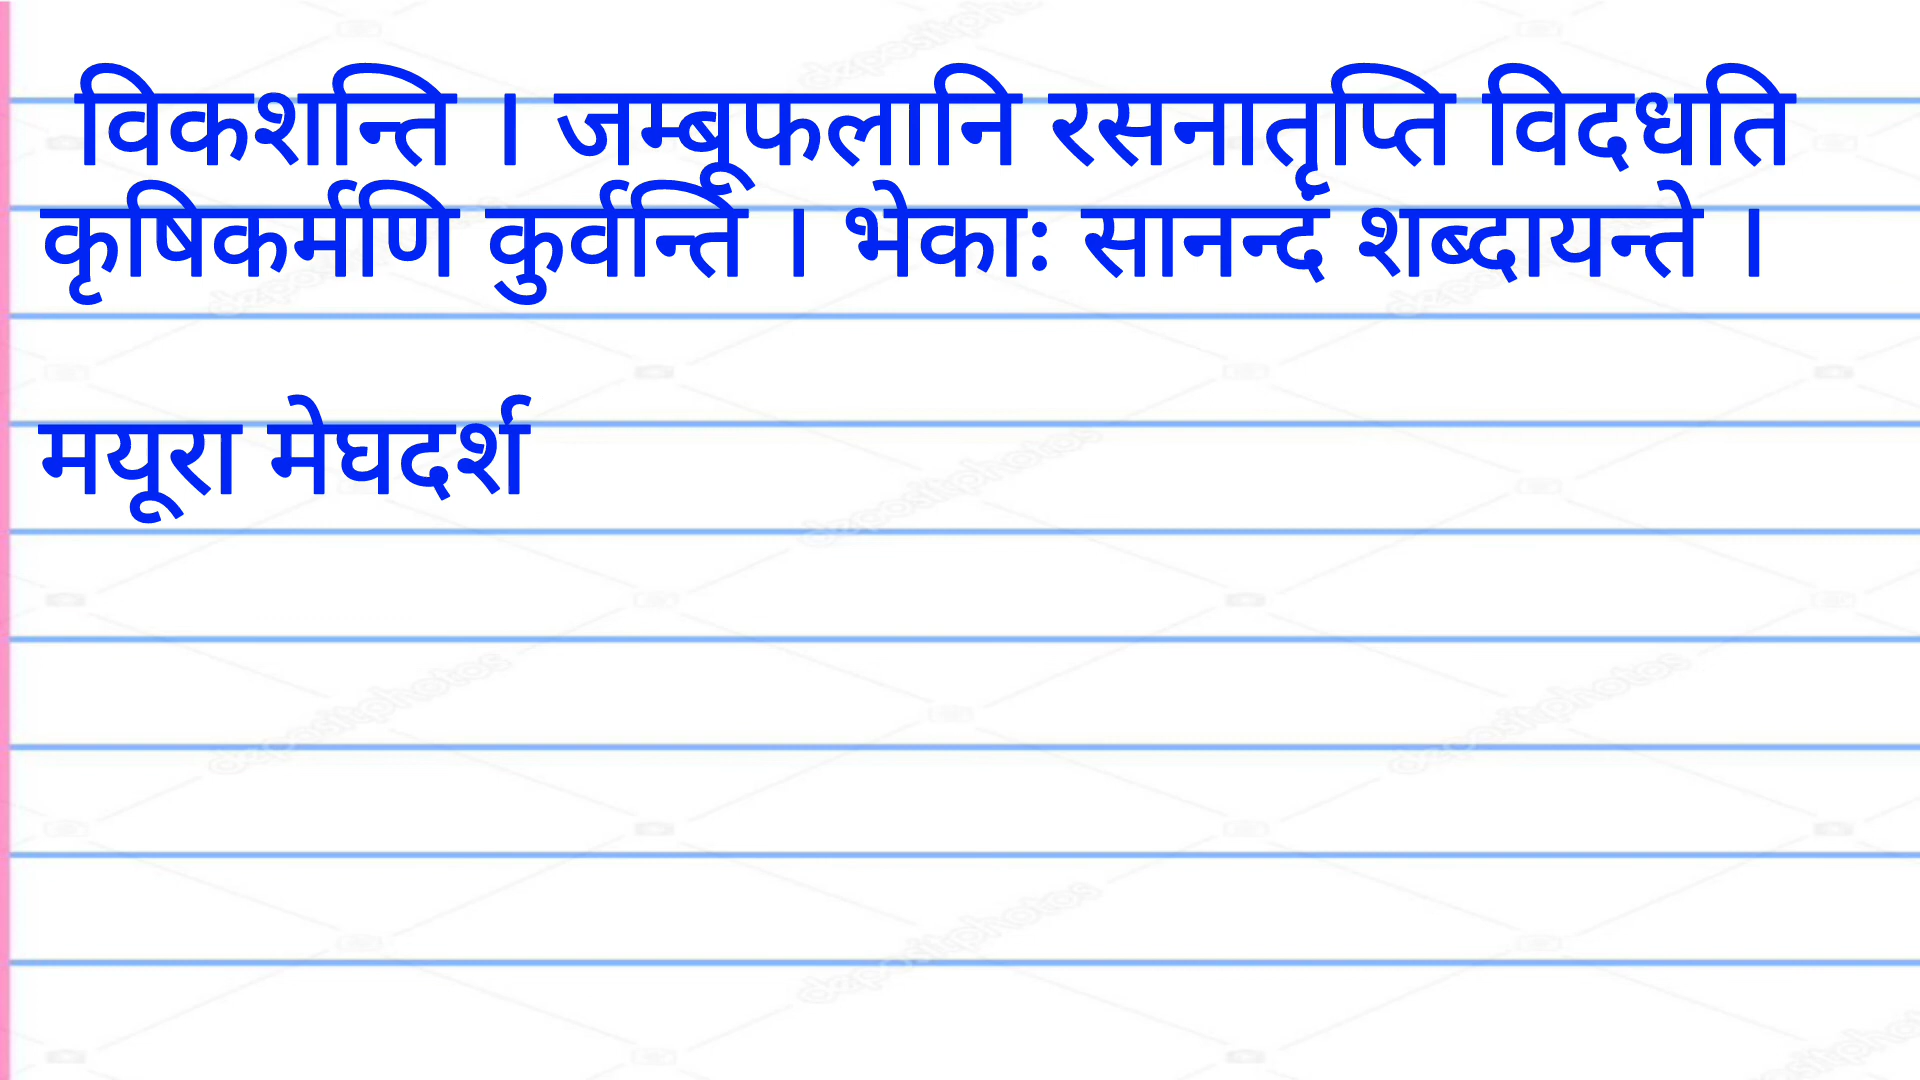 विकशन्ति । जम्बूफलानि रसनातृप्ति विदधति
कृषिकर्मणि कुर्वन्ति । भेकाः सानन्दं शब्दायन्ते ।
मयूरा मेघदर्श